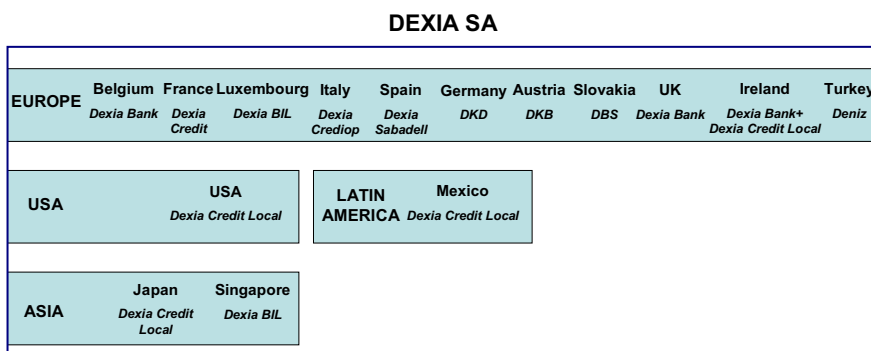 DEXIA SA
EUROPE
Belgium France Luxembourg Italy Spain Germany Austria Slovakia UK Ireland Turkey
Dexia Bank Dexia Credit Dexia BIL Dexia Crediop Dexia Sabadell DKD DKB DBS Dexia Bank Dexia Bank+ Dexia Credit Local Deniz
USA
USA
Dexia Credit Local
LATIN AMERICA
Mexico
Dexia Credit Local
ASIA
Japan Singapore
Dexia Credit Local Dexia BIL